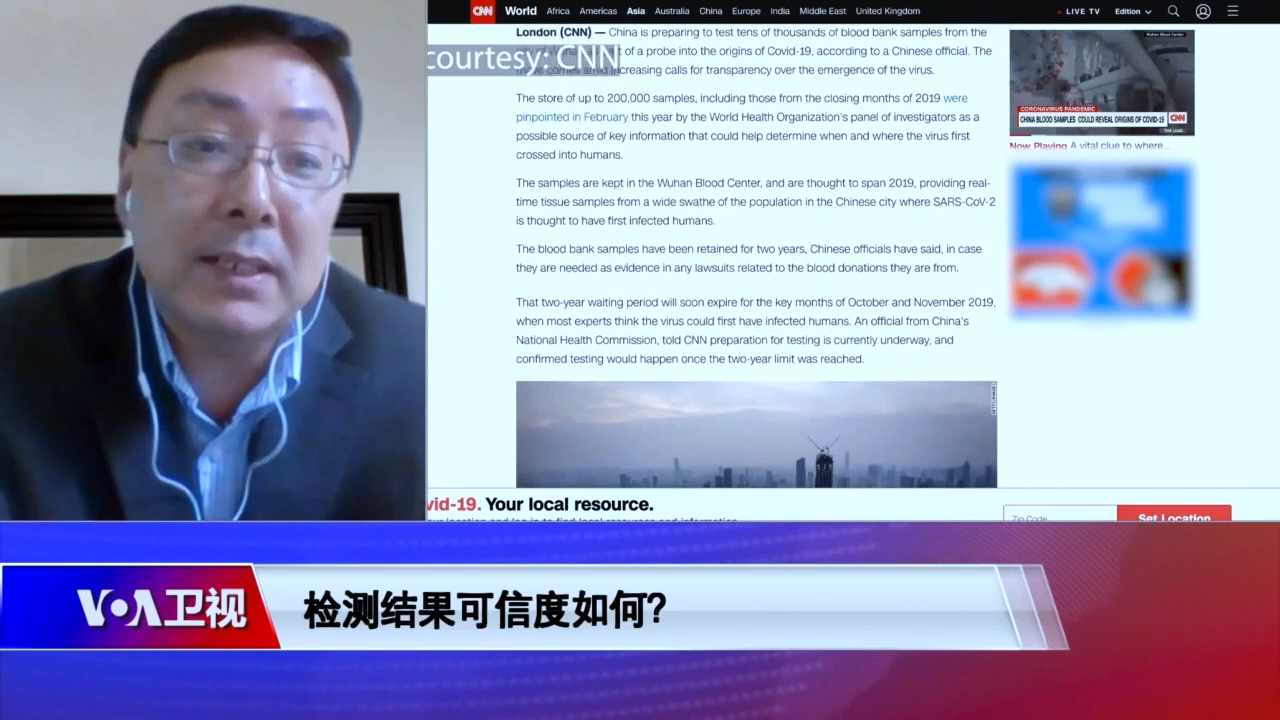 CNN World Africa Americas Asia Australia China Europe India Middle East United Kingdom LIVE TV Edition
London (CNN) — China is preparing to test tens of thousands of blood bank samples from the
of a probe into the origins of Covid-19, according to a Chinese official. The
increasing calls for transparency over the emergence of the virus.
courtesy: CNN
The store of up to 200,000 samples, including those from the closing months of 2019 were
pinpointed in February this year by the World Health Organization's panel of investigators as a
possible source of key information that could help determine when and where the virus first
crossed into humans.
The samples are kept in the Wuhan Blood Center, and are thought to span 2019, providing real-
time tissue samples from a wide swathe of the population in the Chinese city where SARS-CoV-2
is thought to have first infected humans.
The blood bank samples have been retained for two years, Chinese officials have said, in case
they are needed as evidence in any lawsuits related to the blood donations they are from.
That two-year waiting period will soon expire for the key months of October and November 2019,
when most experts think the virus could first have infected humans. An official from China's
National Health Commission, told CNN preparation for testing is currently underway, and
confirmed testing would happen once the two-year limit was reached.
Wuhan Blood Center
CORONAVIRUS PANDEMIC
CHINA BLOOD SAMPLES COULD REVEAL ORIGINS OF COVID-19 CNN
THE LEAD
Now Playing A vital clue to where...
vid-19. Your local resource.
Zip Code
Set Location
VOA卫视
检测结果可信度如何?